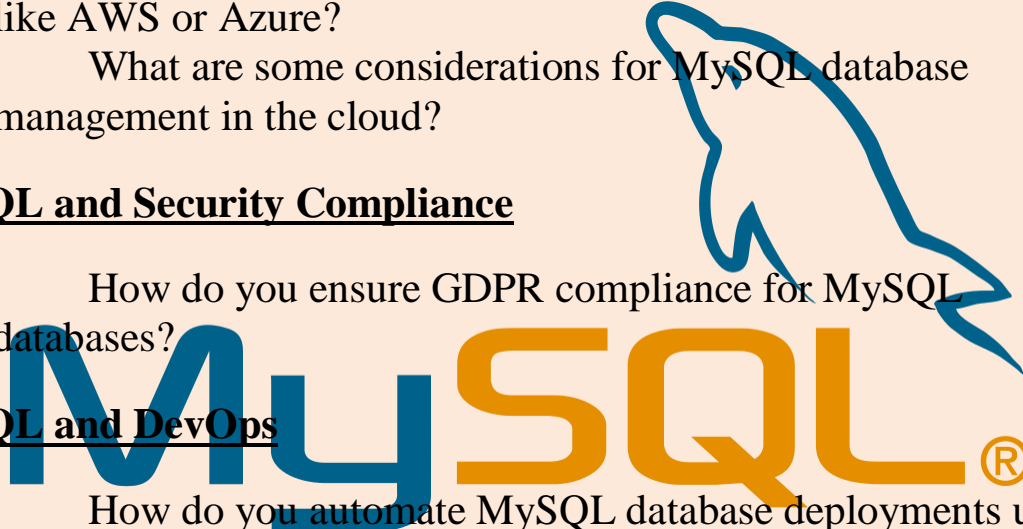 like AWS or Azure?
What are some considerations for MySQL database
management in the cloud?
QL and Security Compliance
How do you ensure GDPR compliance for MySQL
databases?
MySQL®
QL and DevOps
How do you automate MySQL database deployments u